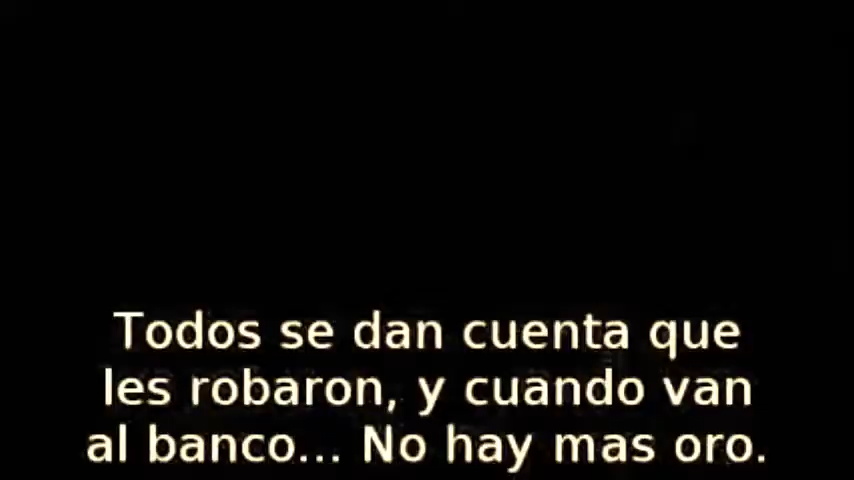 Todos se dan cuenta que
les robaron, y cuando van
al banco... No hay mas oro.